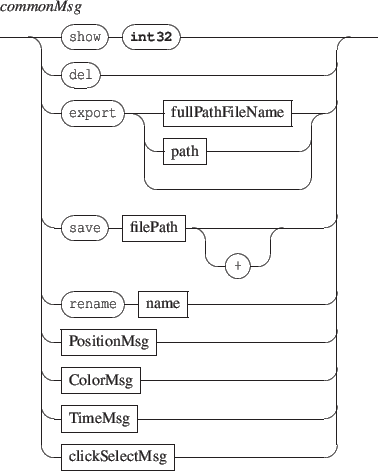 commonMsg
show int32
del
export fullPathFileName
path
save filePath
+
rename name
PositionMsg
ColorMsg
TimeMsg
clickSelectMsg